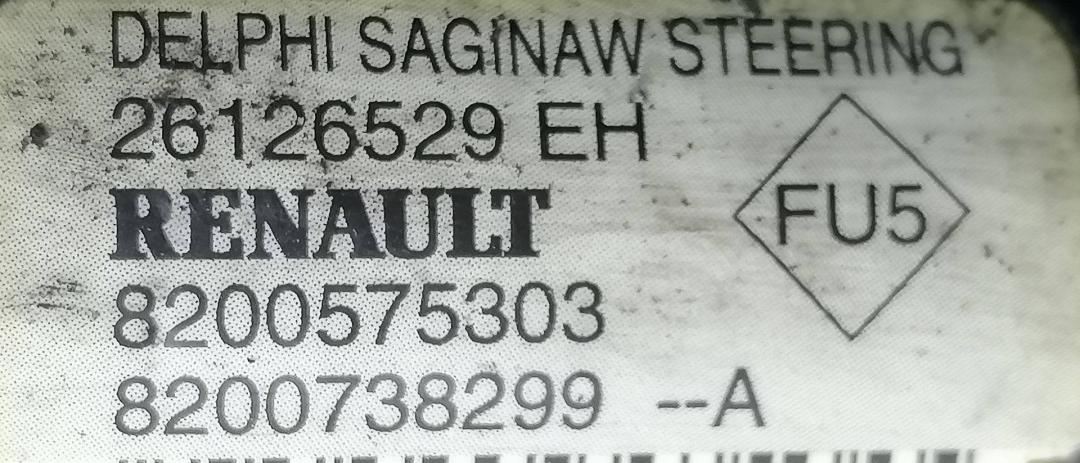 DELPHI SAGINAW STEERING
26126529 EH
RENAULT
FU5
8200575303
8200738299 --A